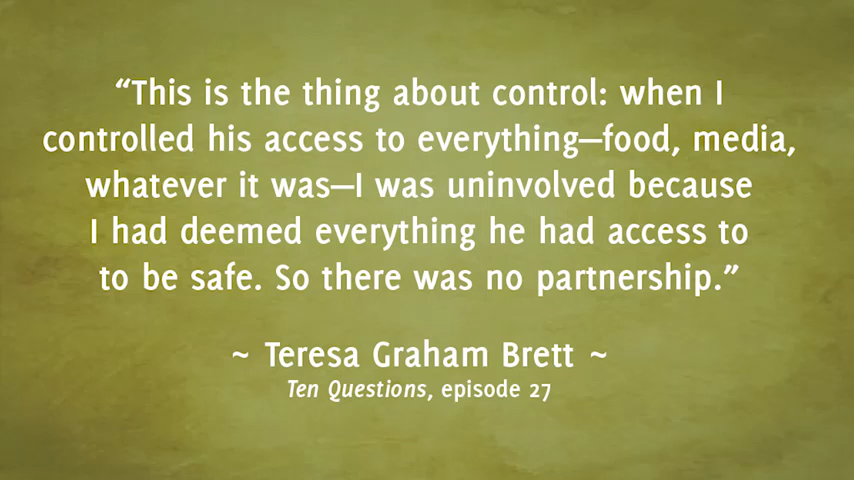 “This is the thing about control: when I
controlled his access to everything—food, media,
whatever it was—I was uninvolved because
I had deemed everything he had access to
to be safe. So there was no partnership.”
~ Teresa Graham Brett ~
Ten Questions, episode 27